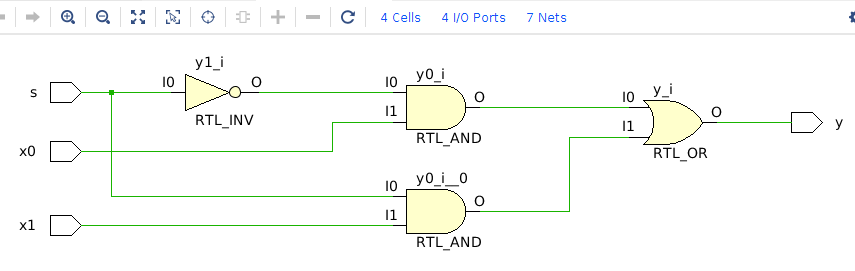 4 Cells 4 I/O Ports 7 Nets
y1_i
s I0 O
RTL_INV
y0_i
I0 O
I1
RTL_AND
x0
y_i
I0 O
I1
RTL_OR
y
y0_i__0
I0 O
I1
RTL_AND
x1